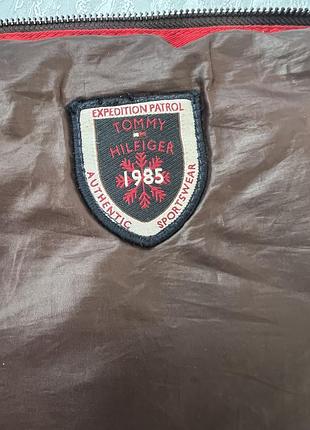 EXPEDITION PATROL
TOMMY
HILFIGER
1985
AUTHENTIC SPORTSWEAR